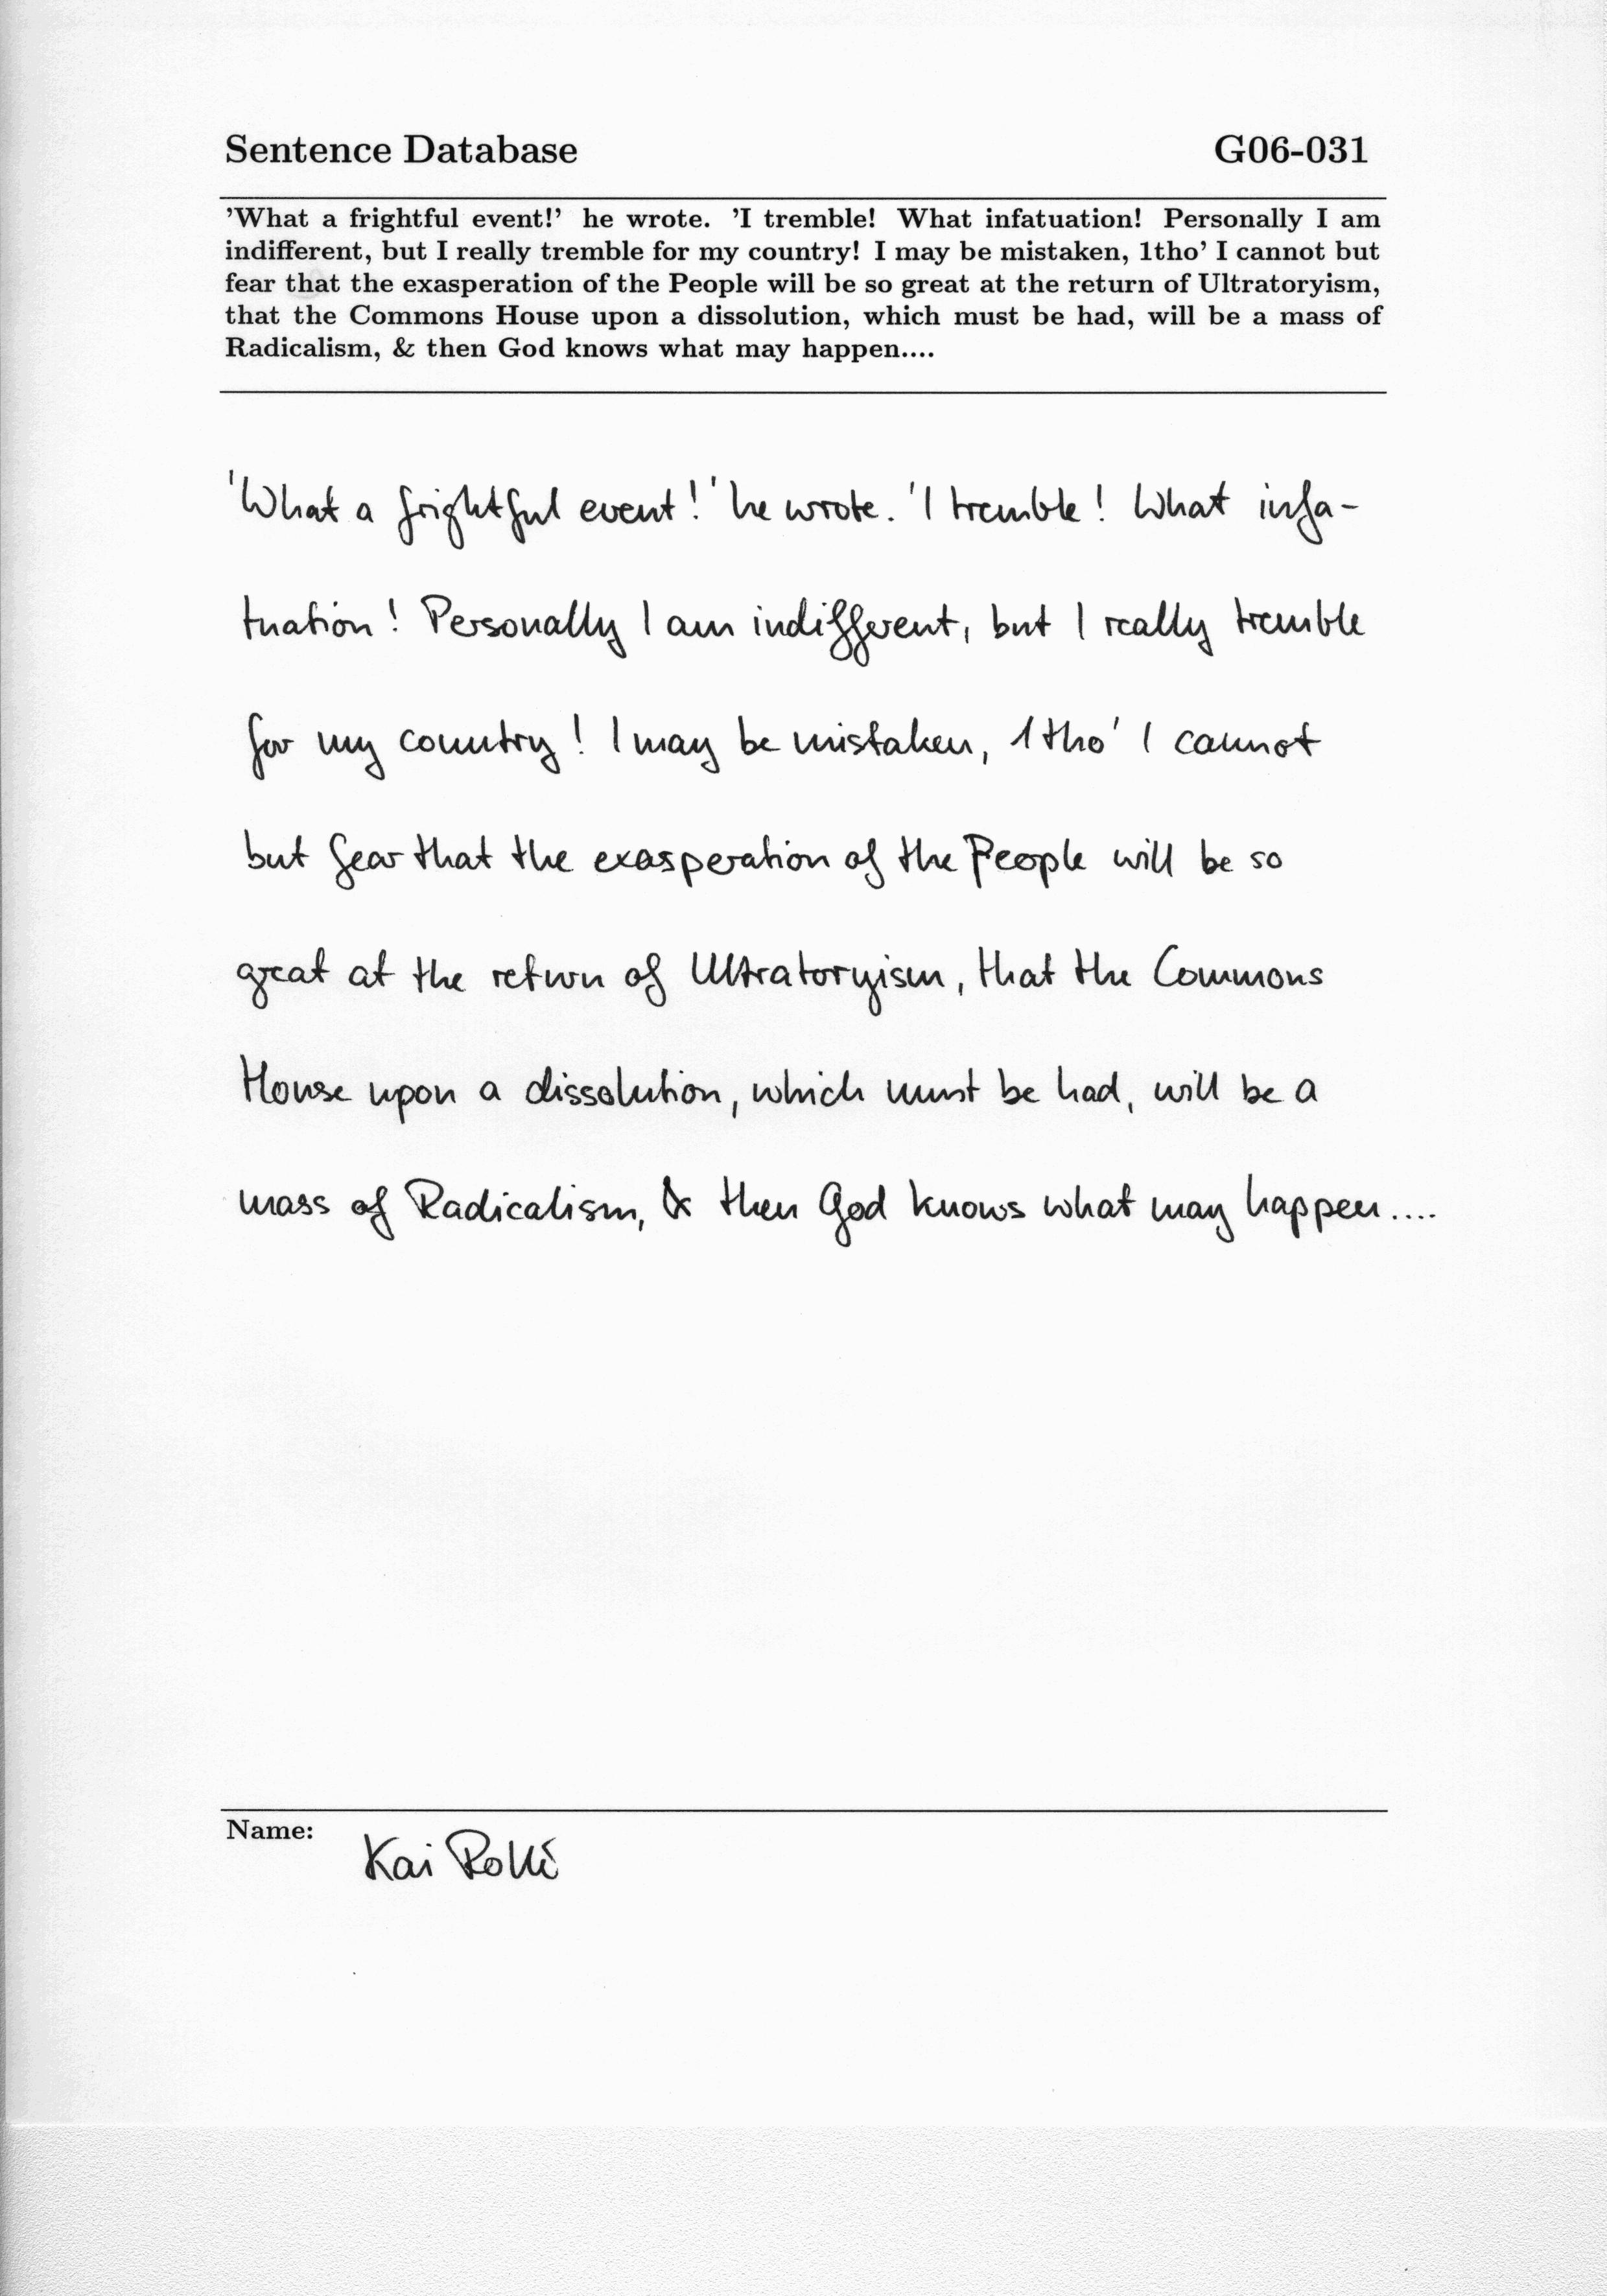 Sentence Database G06-031
’What a frightful event!’ he wrote. ’I tremble! What infatuation! Personally I am
indifferent, but I really tremble for my country! I may be mistaken, 1tho’ I cannot but
fear that the exasperation of the People will be so great at the return of Ultratoryism,
that the Commons House upon a dissolution, which must be had, will be a mass of
Radicalism, & then God knows what may happen....
'What a frightful event!' he wrote. 'I tremble! What infa-
tuation! Personally I am indifferent, but I really tremble
for my country! I may be mistaken, 1tho' I cannot
but fear that the exasperation of the People will be so
great at the return of Ultratoryism, that the Commons
House upon a dissolution, which must be had, will be a
mass of Radicalism, & then God knows what may happen....
Name:
Kai